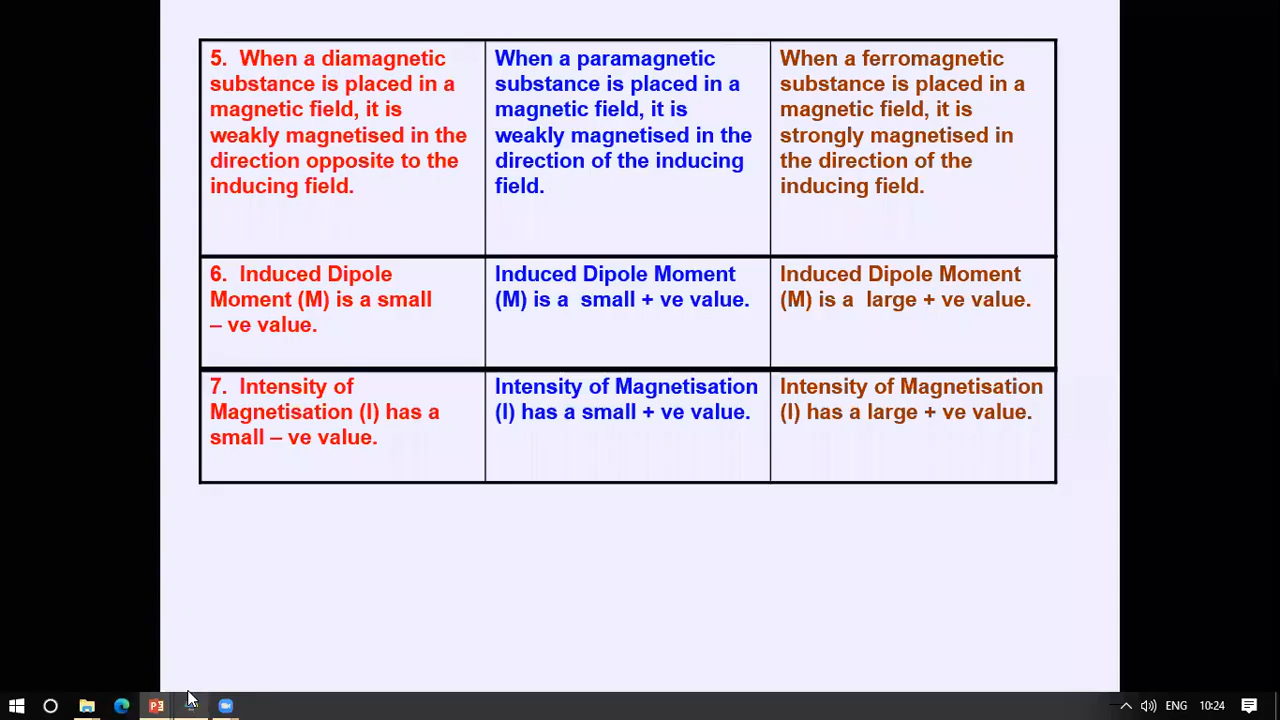 5.  When a diamagnetic
substance is placed in a
magnetic field, it is
weakly magnetised in the
direction opposite to the
inducing field.
When a paramagnetic
substance is placed in a
magnetic field, it is
weakly magnetised in the
direction of the inducing
field.
When a ferromagnetic
substance is placed in a
magnetic field, it is
strongly magnetised in
the direction of the
inducing field.
6.  Induced Dipole
Moment (M) is a small
– ve value.
Induced Dipole Moment
(M) is a  small + ve value.
Induced Dipole Moment
(M) is a  large + ve value.
7.  Intensity of
Magnetisation (I) has a
small – ve value.
Intensity of Magnetisation
(I) has a small + ve value.
Intensity of Magnetisation
(I) has a large + ve value.
ENG
10:24